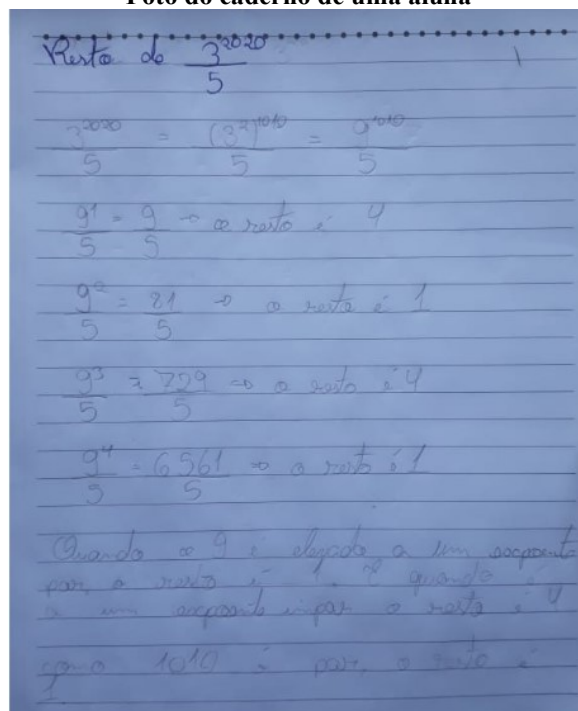 Foto do caderno de uma aluna
Resto de 3^2020/5
1
3^2020/5 = (3^2)^1010/5 = 9^1010/5
9^1/5 = 9/5 → o resto é 4
9^2/5 = 81/5 → o resto é 1
9^3/5 = 729/5 → o resto é 4
9^4/5 = 6561/5 → o resto é 1
Quando o 9 é elevado a um expoente
par, o resto é 1. E quando é
a um expoente impar o resto é 4
como 1010 é par, o resto é
1